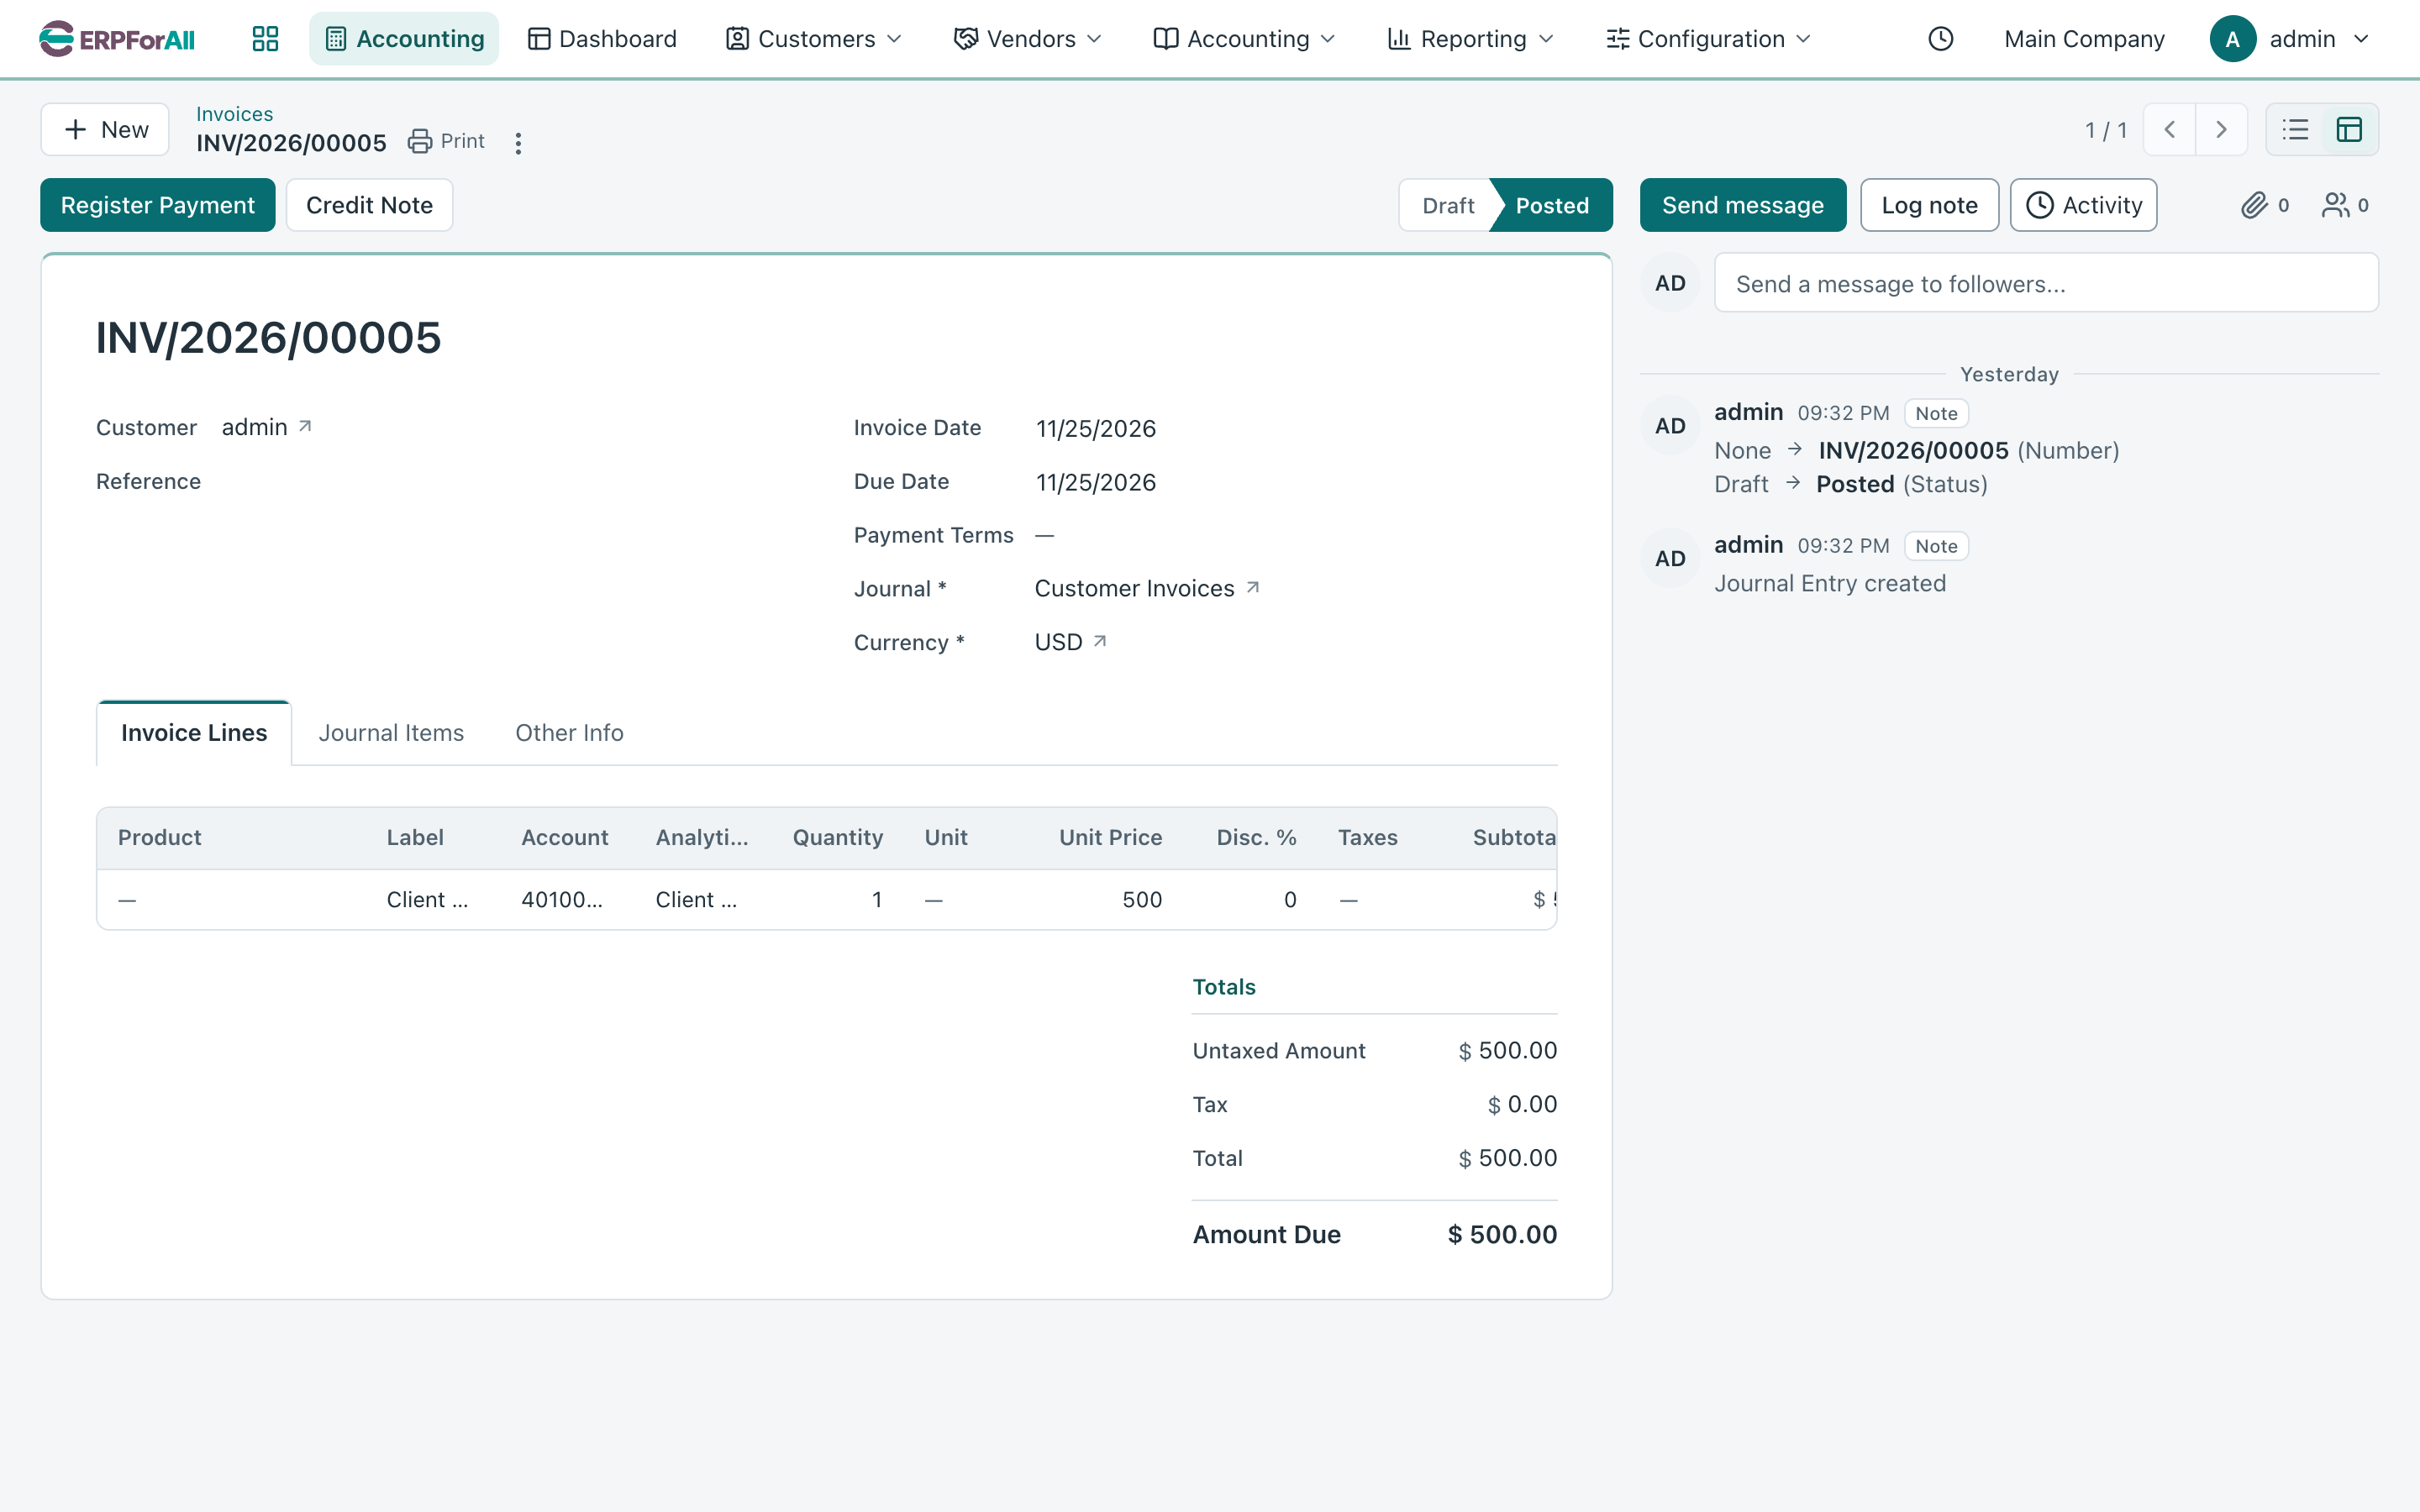 ERPForAll
Accounting
Dashboard
Customers
Vendors
Accounting
Reporting
Configuration
Main Company
A
admin
New
Invoices
INV/2026/00005
Print
1 / 1
Register Payment
Credit Note
Draft
Posted
Send message
Log note
Activity
0
0
INV/2026/00005
Customer admin
Reference
Invoice Date 11/25/2026
Due Date 11/25/2026
Payment Terms —
Journal * Customer Invoices
Currency * USD
Invoice Lines
Journal Items
Other Info
Product Label Account Analyti... Quantity Unit Unit Price Disc. % Taxes Subtota
— Client ... 40100... Client ... 1 — 500 0 — $
Totals
Untaxed Amount $ 500.00
Tax $ 0.00
Total $ 500.00
Amount Due $ 500.00
AD
Send a message to followers...
Yesterday
AD
admin 09:32 PM Note
None → INV/2026/00005 (Number)
Draft → Posted (Status)
AD
admin 09:32 PM Note
Journal Entry created